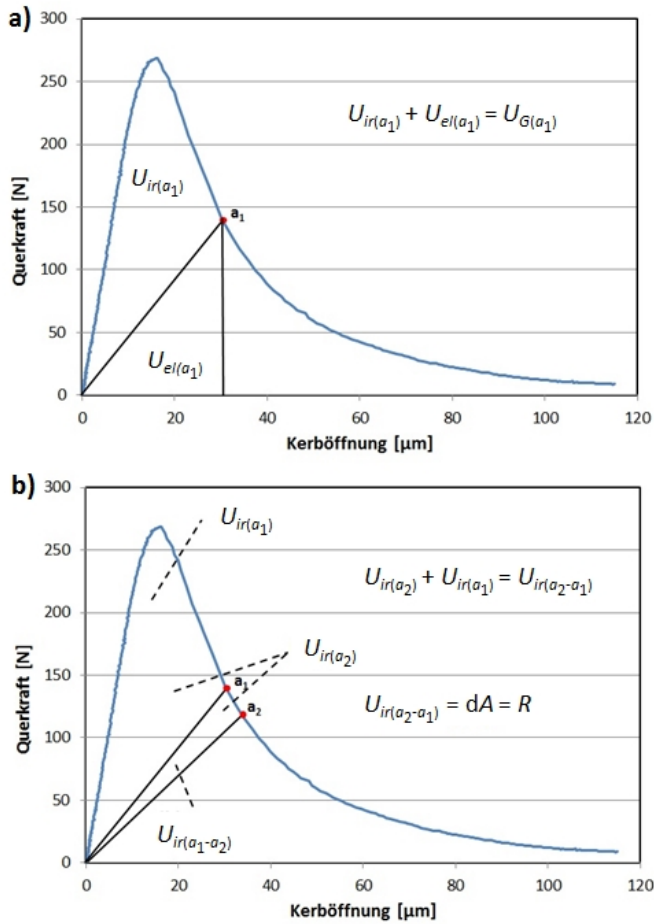 a)
300
250
200
150
100
50
0
Querkraft [N]
U_ir(a₁) + U_el(a₁) = U_G(a₁)
U_ir(a₁)
a₁
U_el(a₁)
0 20 40 60 80 100 120
Kerböffnung [µm]
b)
300
250
200
150
100
50
0
Querkraft [N]
U_ir(a₁)
U_ir(a₂) + U_ir(a₁) = U_ir(a₂-a₁)
U_ir(a₂)
a₁
a₂
U_ir(a₂-a₁) = dA = R
U_ir(a₁-a₂)
0 20 40 60 80 100 120
Kerböffnung [µm]